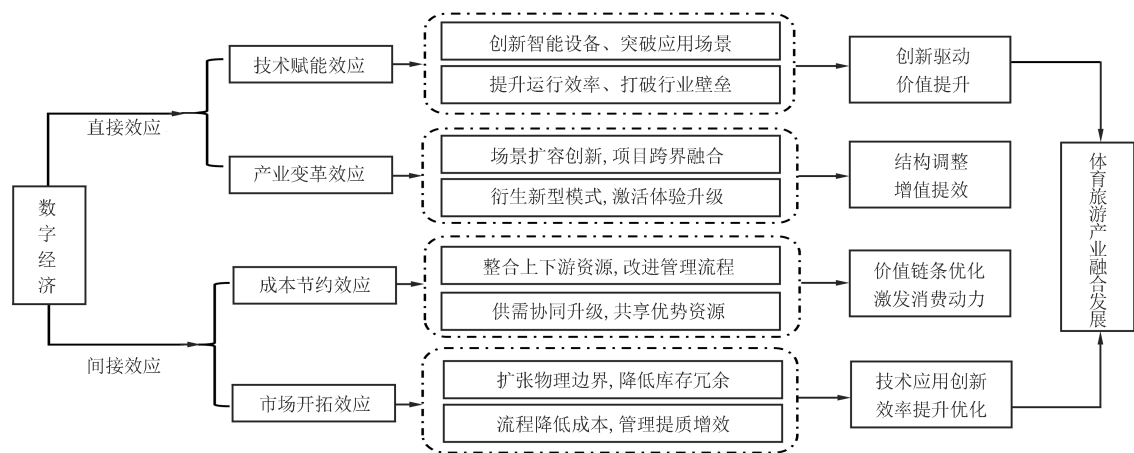 数字经济
直接效应
间接效应
技术赋能效应
创新智能设备、突破应用场景
提升运行效率、打破行业壁垒
创新驱动
价值提升
产业变革效应
场景扩容创新, 项目跨界融合
衍生新型模式, 激活体验升级
结构调整
增值提效
成本节约效应
整合上下游资源, 改进管理流程
供需协同升级, 共享优势资源
价值链条优化
激发消费动力
市场开拓效应
扩张物理边界, 降低库存冗余
流程降低成本, 管理提质增效
技术应用创新
效率提升优化
体育旅游产业融合发展